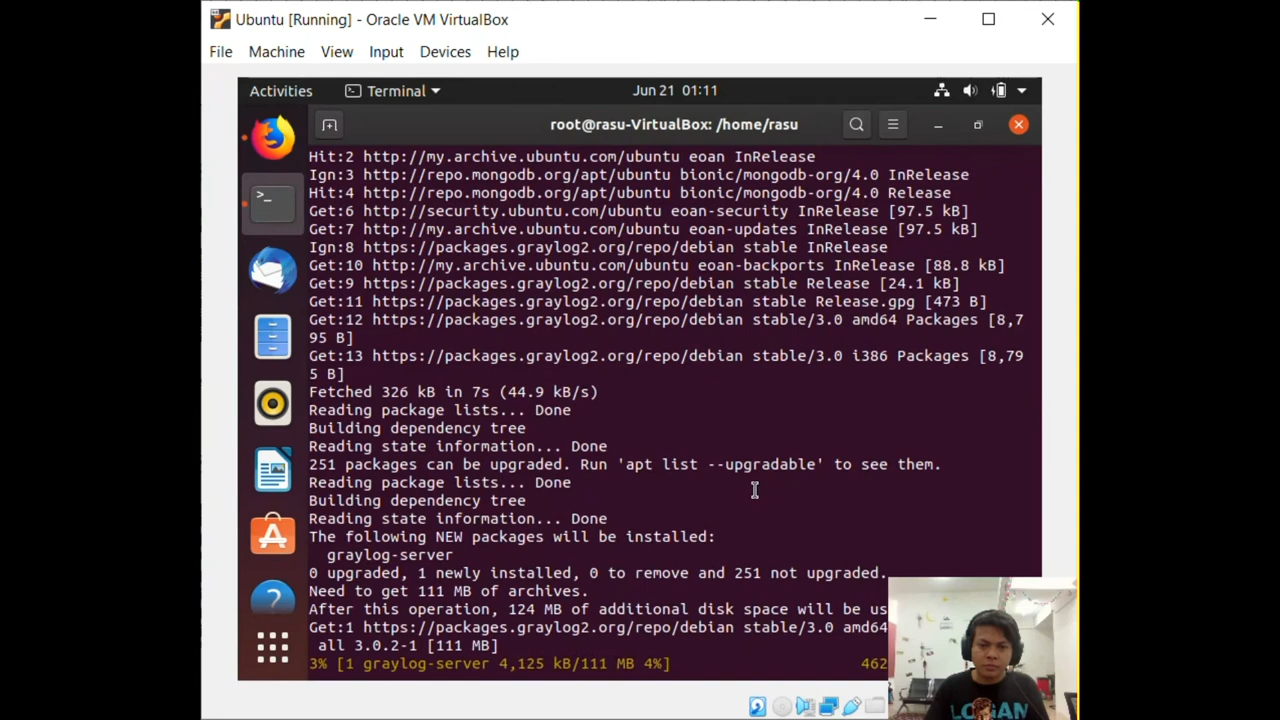 Ubuntu [Running] - Oracle VM VirtualBox
File Machine View Input Devices Help
Activities Terminal Jun 21 01:11
root@rasu-VirtualBox: /home/rasu
Hit:2 http://my.archive.ubuntu.com/ubuntu eoan InRelease
Ign:3 http://repo.mongodb.org/apt/ubuntu bionic/mongodb-org/4.0 InRelease
Hit:4 http://repo.mongodb.org/apt/ubuntu bionic/mongodb-org/4.0 Release
Get:6 http://security.ubuntu.com/ubuntu eoan-security InRelease [97.5 kB]
Get:7 http://my.archive.ubuntu.com/ubuntu eoan-updates InRelease [97.5 kB]
Ign:8 https://packages.graylog2.org/repo/debian stable InRelease
Get:10 http://my.archive.ubuntu.com/ubuntu eoan-backports InRelease [88.8 kB]
Get:9 https://packages.graylog2.org/repo/debian stable Release [24.1 kB]
Get:11 https://packages.graylog2.org/repo/debian stable Release.gpg [473 B]
Get:12 https://packages.graylog2.org/repo/debian stable/3.0 amd64 Packages [8,7
95 B]
Get:13 https://packages.graylog2.org/repo/debian stable/3.0 i386 Packages [8,79
5 B]
Fetched 326 kB in 7s (44.9 kB/s)
Reading package lists... Done
Building dependency tree
Reading state information... Done
251 packages can be upgraded. Run 'apt list --upgradable' to see them.
Reading package lists... Done
Building dependency tree
Reading state information... Done
The following NEW packages will be installed:
graylog-server
0 upgraded, 1 newly installed, 0 to remove and 251 not upgraded.
Need to get 111 MB of archives.
After this operation, 124 MB of additional disk space will be us
Get:1 https://packages.graylog2.org/repo/debian stable/3.0 amd64
all 3.0.2-1 [111 MB]
3% [1 graylog-server 4,125 kB/111 MB 4%] 462
LOGAN